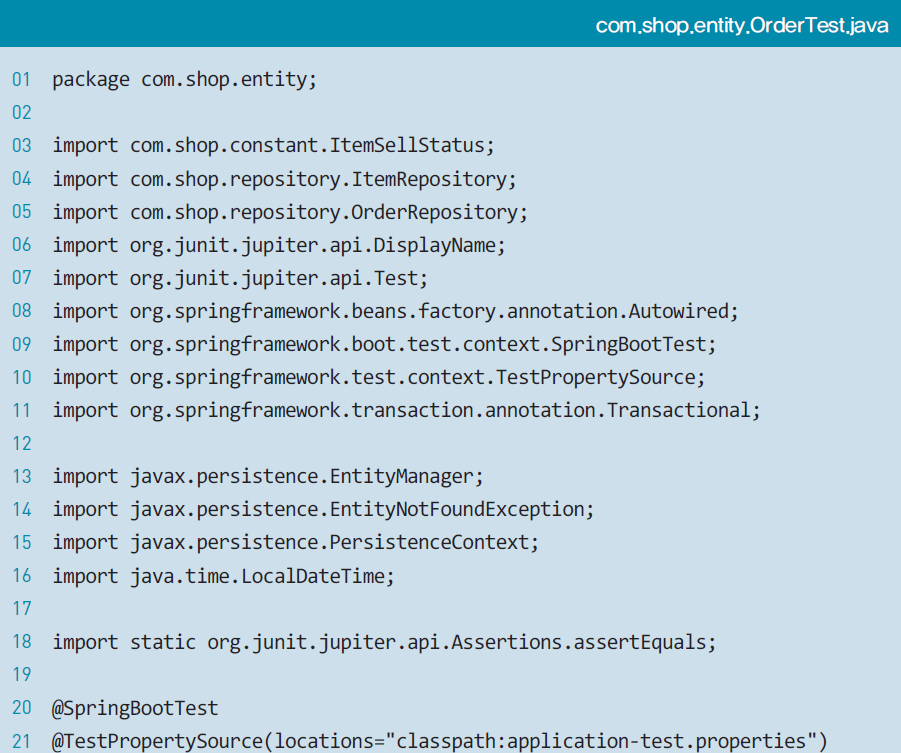 com.shop.entity.OrderTest.java
01 package com.shop.entity;
02
03 import com.shop.constant.ItemSellStatus;
04 import com.shop.repository.ItemRepository;
05 import com.shop.repository.OrderRepository;
06 import org.junit.jupiter.api.DisplayName;
07 import org.junit.jupiter.api.Test;
08 import org.springframework.beans.factory.annotation.Autowired;
09 import org.springframework.boot.test.context.SpringBootTest;
10 import org.springframework.test.context.TestPropertySource;
11 import org.springframework.transaction.annotation.Transactional;
12
13 import javax.persistence.EntityManager;
14 import javax.persistence.EntityNotFoundException;
15 import javax.persistence.PersistenceContext;
16 import java.time.LocalDateTime;
17
18 import static org.junit.jupiter.api.Assertions.assertEquals;
19
20 @SpringBootTest
21 @TestPropertySource(locations="classpath:application-test.properties")